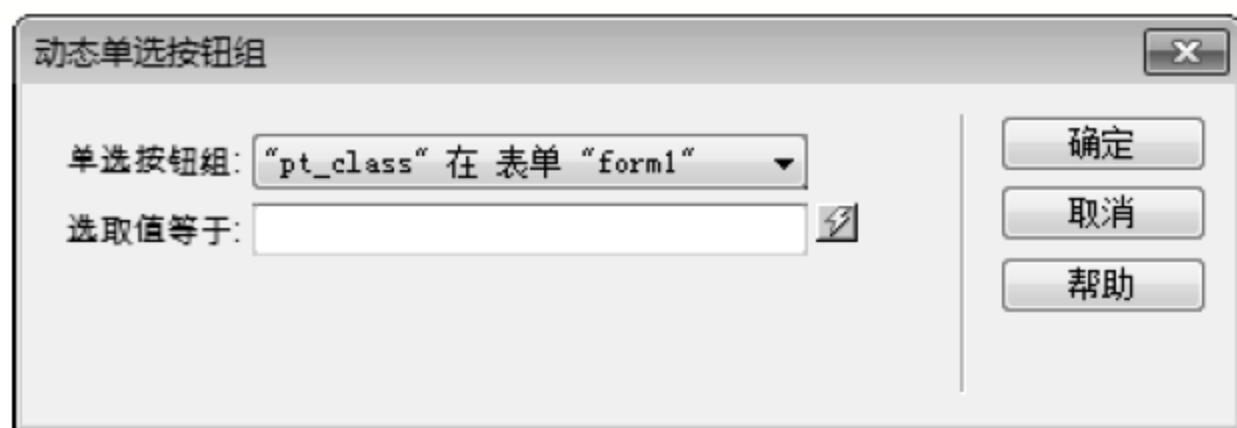 动态单选按钮组
单选按钮组: "pt_class" 在 表单 "form1"
选取值等于:
确定
取消
帮助